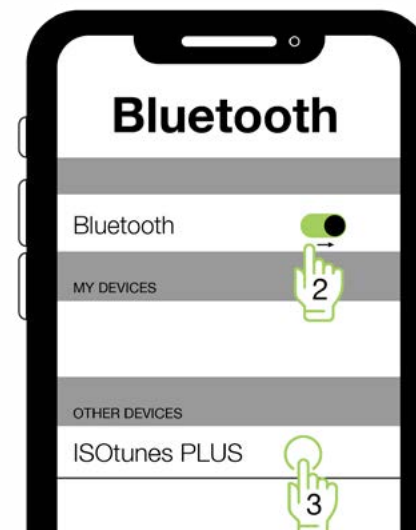 Bluetooth
Bluetooth
2
MY DEVICES
OTHER DEVICES
ISOtunes PLUS
3